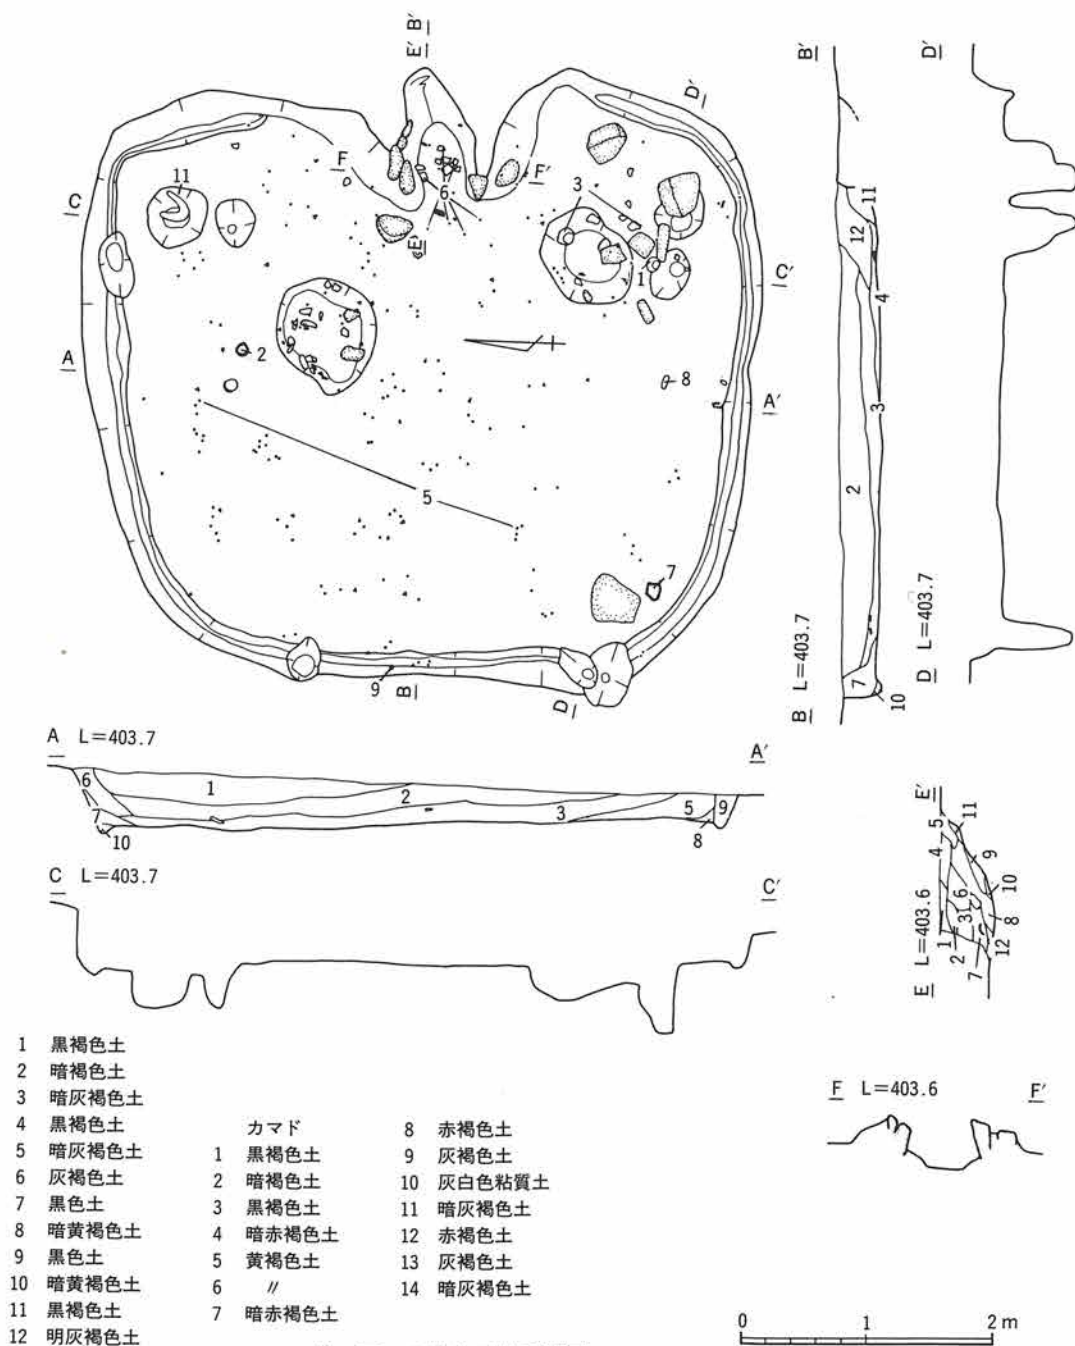 E' B'
D'
F
F'
C
11
6
3
1
C'
A
2
8
A'
5
7
9
B
D
E
B'
11
12
4
3
2
7
10
B L=403.7
D'
D L=403.7
A L=403.7
A'
6
1
2
3
5
9
7
10
8
C L=403.7
C'
E'
5
11
4
9
6
10
31
8
1
2
7
12
E L=403.6
F L=403.6
F'
1 黒褐色土
2 暗褐色土
3 暗灰褐色土
4 黒褐色土
5 暗灰褐色土
6 灰褐色土
7 黒色土
8 暗黄褐色土
9 黒色土
10 暗黄褐色土
11 黒褐色土
12 明灰褐色土
カマド
1 黒褐色土
2 暗褐色土
3 黒褐色土
4 暗赤褐色土
5 黄褐色土
6 〃
7 暗赤褐色土
8 赤褐色土
9 灰褐色土
10 灰白色粘質土
11 暗灰褐色土
12 赤褐色土
13 灰褐色土
14 暗灰褐色土
0 1 2 m